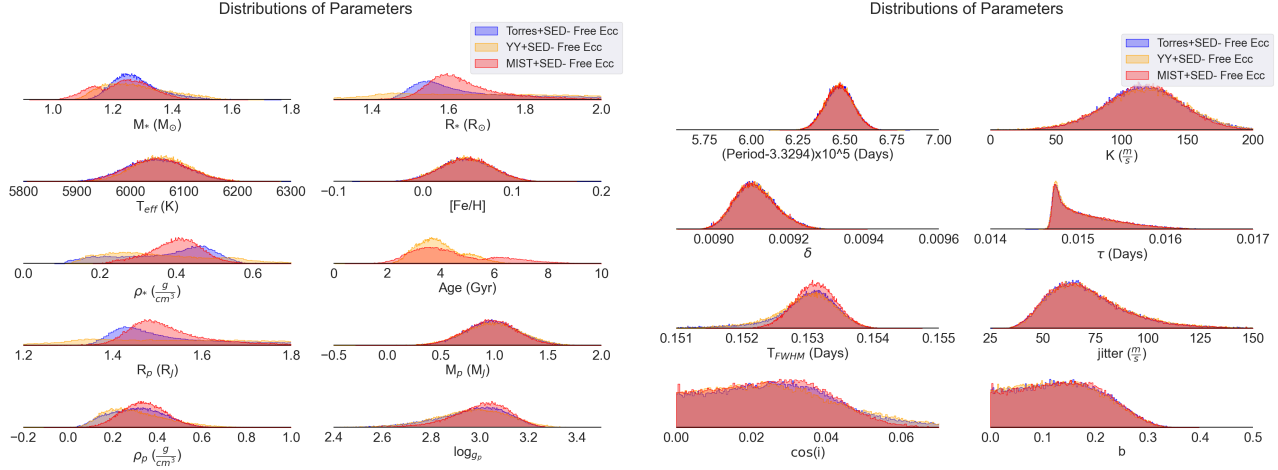 Distributions of Parameters
Torres+SED- Free Ecc
YY+SED- Free Ecc
MIST+SED- Free Ecc
1.0 1.2 1.4 1.6 1.8
M* (M⊙)
1.4 1.6 1.8 2.0
R* (R⊙)
5800 5900 6000 6100 6200 6300
T_eff (K)
−0.1 0.0 0.1 0.2
[Fe/H]
0.0 0.2 0.4 0.6
ρ* (g/cm³)
0 2 4 6 8 10
Age (Gyr)
1.2 1.4 1.6 1.8
R_p (R_J)
−0.5 0.0 0.5 1.0 1.5 2.0
M_p (M_J)
−0.2 0.0 0.2 0.4 0.6 0.8 1.0
ρ_p (g/cm³)
2.4 2.6 2.8 3.0 3.2 3.4
log_g_p
Distributions of Parameters
Torres+SED- Free Ecc
YY+SED- Free Ecc
MIST+SED- Free Ecc
5.75 6.00 6.25 6.50 6.75 7.00
(Period-3.3294)x10^5 (Days)
0 50 100 150 200
K (m/s)
0.0090 0.0092 0.0094 0.0096
δ
0.014 0.015 0.016 0.017
τ (Days)
0.151 0.152 0.153 0.154 0.155
T_FWHM (Days)
25 50 75 100 125 150
jitter (m/s)
0.00 0.02 0.04 0.06
cos(i)
0.0 0.1 0.2 0.3 0.4 0.5
b